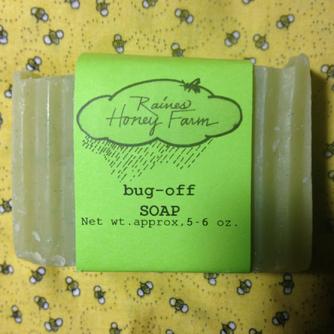 Raines
Honey Farm
bug-off
SOAP
Net wt.approx.5-6 oz.